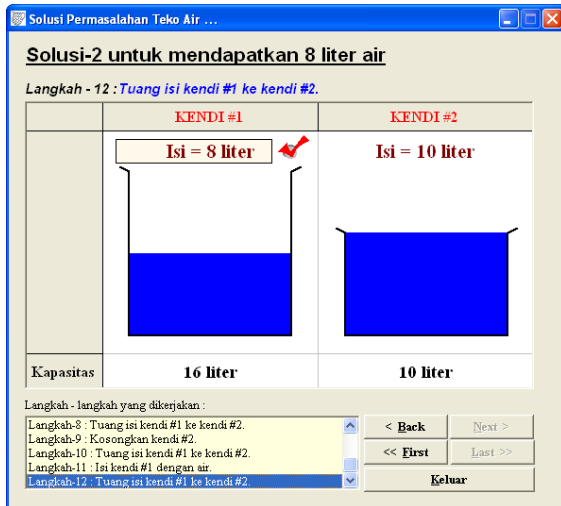 Solusi Permasalahan Teko Air ...
Solusi-2 untuk mendapatkan 8 liter air
Langkah - 12 : Tuang isi kendi #1 ke kendi #2.
KENDI #1 KENDI #2
Isi = 8 liter Isi = 10 liter
Kapasitas 16 liter 10 liter
Langkah - langkah yang dikerjakan :
Langkah-8 : Tuang isi kendi #1 ke kendi #2.
Langkah-9 : Kosongkan kendi #2.
Langkah-10 : Tuang isi kendi #1 ke kendi #2.
Langkah-11 : Isi kendi #1 dengan air.
Langkah-12 : Tuang isi kendi #1 ke kendi #2.
< Back Next >
<< First Last >>
Keluar